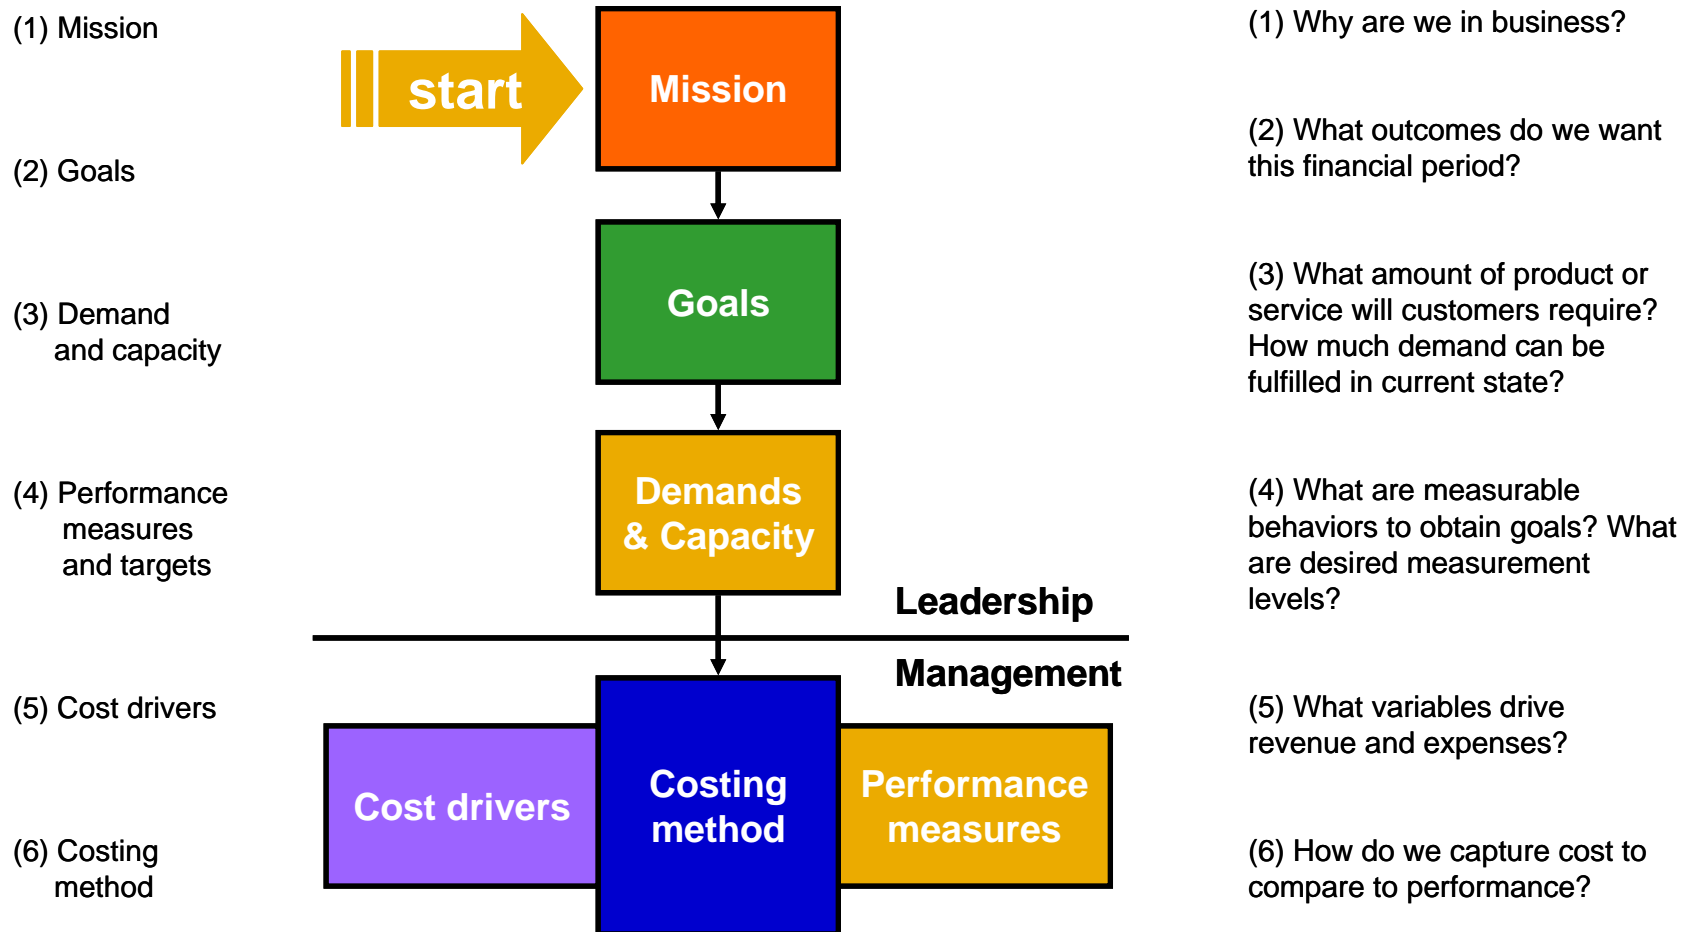 (1) Mission
(2) Goals
(3) Demand
and capacity
(4) Performance
measures
and targets
(5) Cost drivers
(6) Costing
method
start
Mission
Goals
Demands
& Capacity
Leadership
Management
Cost drivers
Costing
method
Performance
measures
(1) Why are we in business?
(2) What outcomes do we want
this financial period?
(3) What amount of product or
service will customers require?
How much demand can be
fulfilled in current state?
(4) What are measurable
behaviors to obtain goals? What
are desired measurement
levels?
(5) What variables drive
revenue and expenses?
(6) How do we capture cost to
compare to performance?